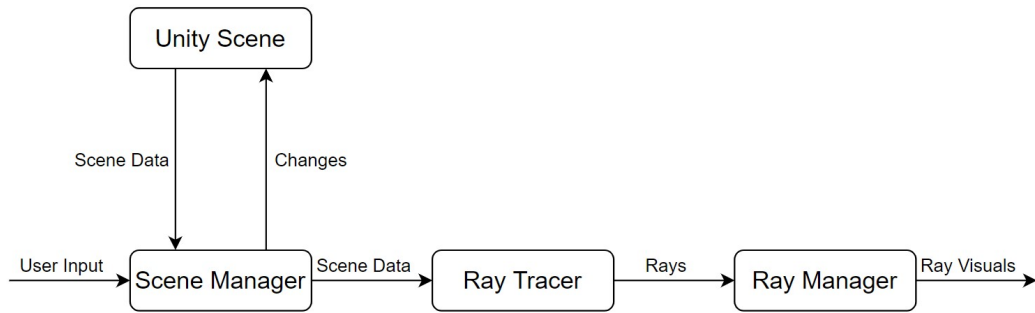 Unity Scene
Scene Data
Changes
User Input
Scene Manager
Scene Data
Ray Tracer
Rays
Ray Manager
Ray Visuals